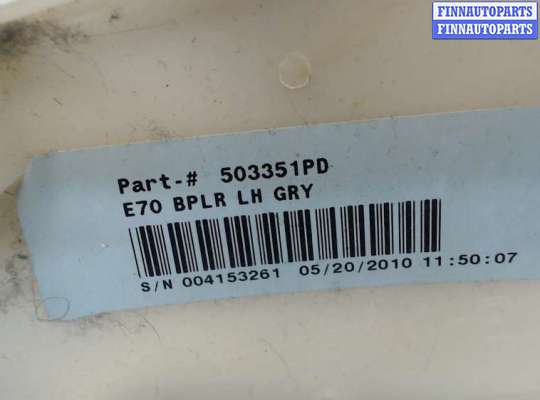 FINNAUTOPARTS
FINNAUTOPARTS
Part-# 503351PD
E70 BPLR LH GRY
S/N 004153261 05/20/2010 11:50:07